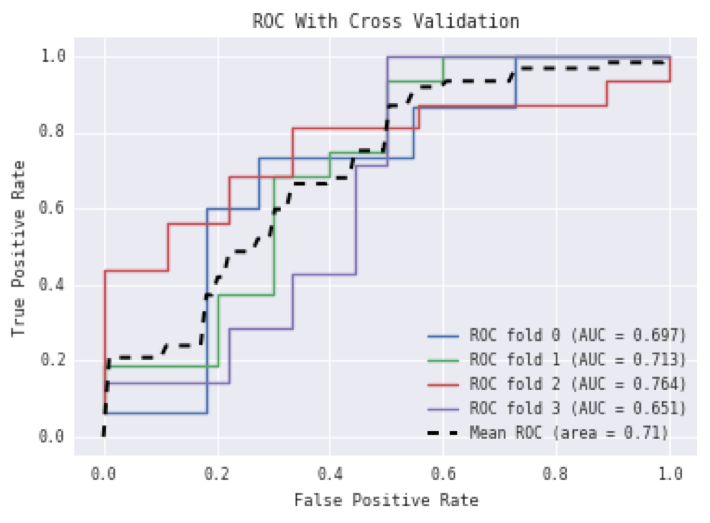 ROC With Cross Validation
True Positive Rate
1.0
0.8
0.6
0.4
0.2
0.0
0.0 0.2 0.4 0.6 0.8 1.0
False Positive Rate
ROC fold 0 (AUC = 0.697)
ROC fold 1 (AUC = 0.713)
ROC fold 2 (AUC = 0.764)
ROC fold 3 (AUC = 0.651)
Mean ROC (area = 0.71)